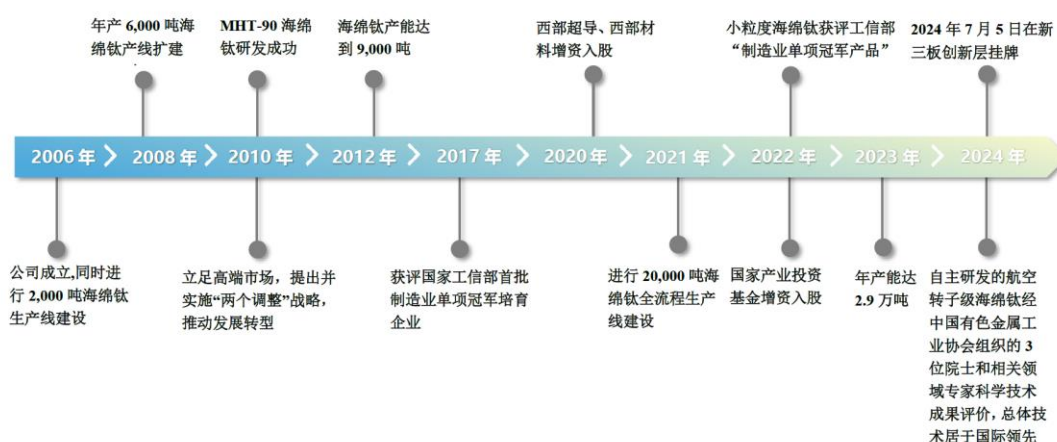 年产 6,000 吨海
绵钛产线扩建
MHT-90 海绵
钛研发成功
海绵钛产能达
到 9,000 吨
西部超导、西部材
料增资入股
小粒度海绵钛获评工信部
“制造业单项冠军产品”
2024 年 7 月 5 日在新
三板创新层挂牌
2006 年
2008 年
2010 年
2012 年
2017 年
2020 年
2021 年
2022 年
2023 年
2024 年
公司成立,同时进
行 2,000 吨海绵钛
生产线建设
立足高端市场，提出并
实施“两个调整”战略，
推动发展转型
获评国家工信部首批
制造业单项冠军培育
企业
进行 20,000 吨海
绵钛全流程生产
线建设
国家产业投资
基金增资入股
年产能达
2.9 万吨
自主研发的航空
转子级海绵钛经
中国有色金属工
业协会组织的 3
位院士和相关领
域专家科学技术
成果评价，总体技
术居于国际领先